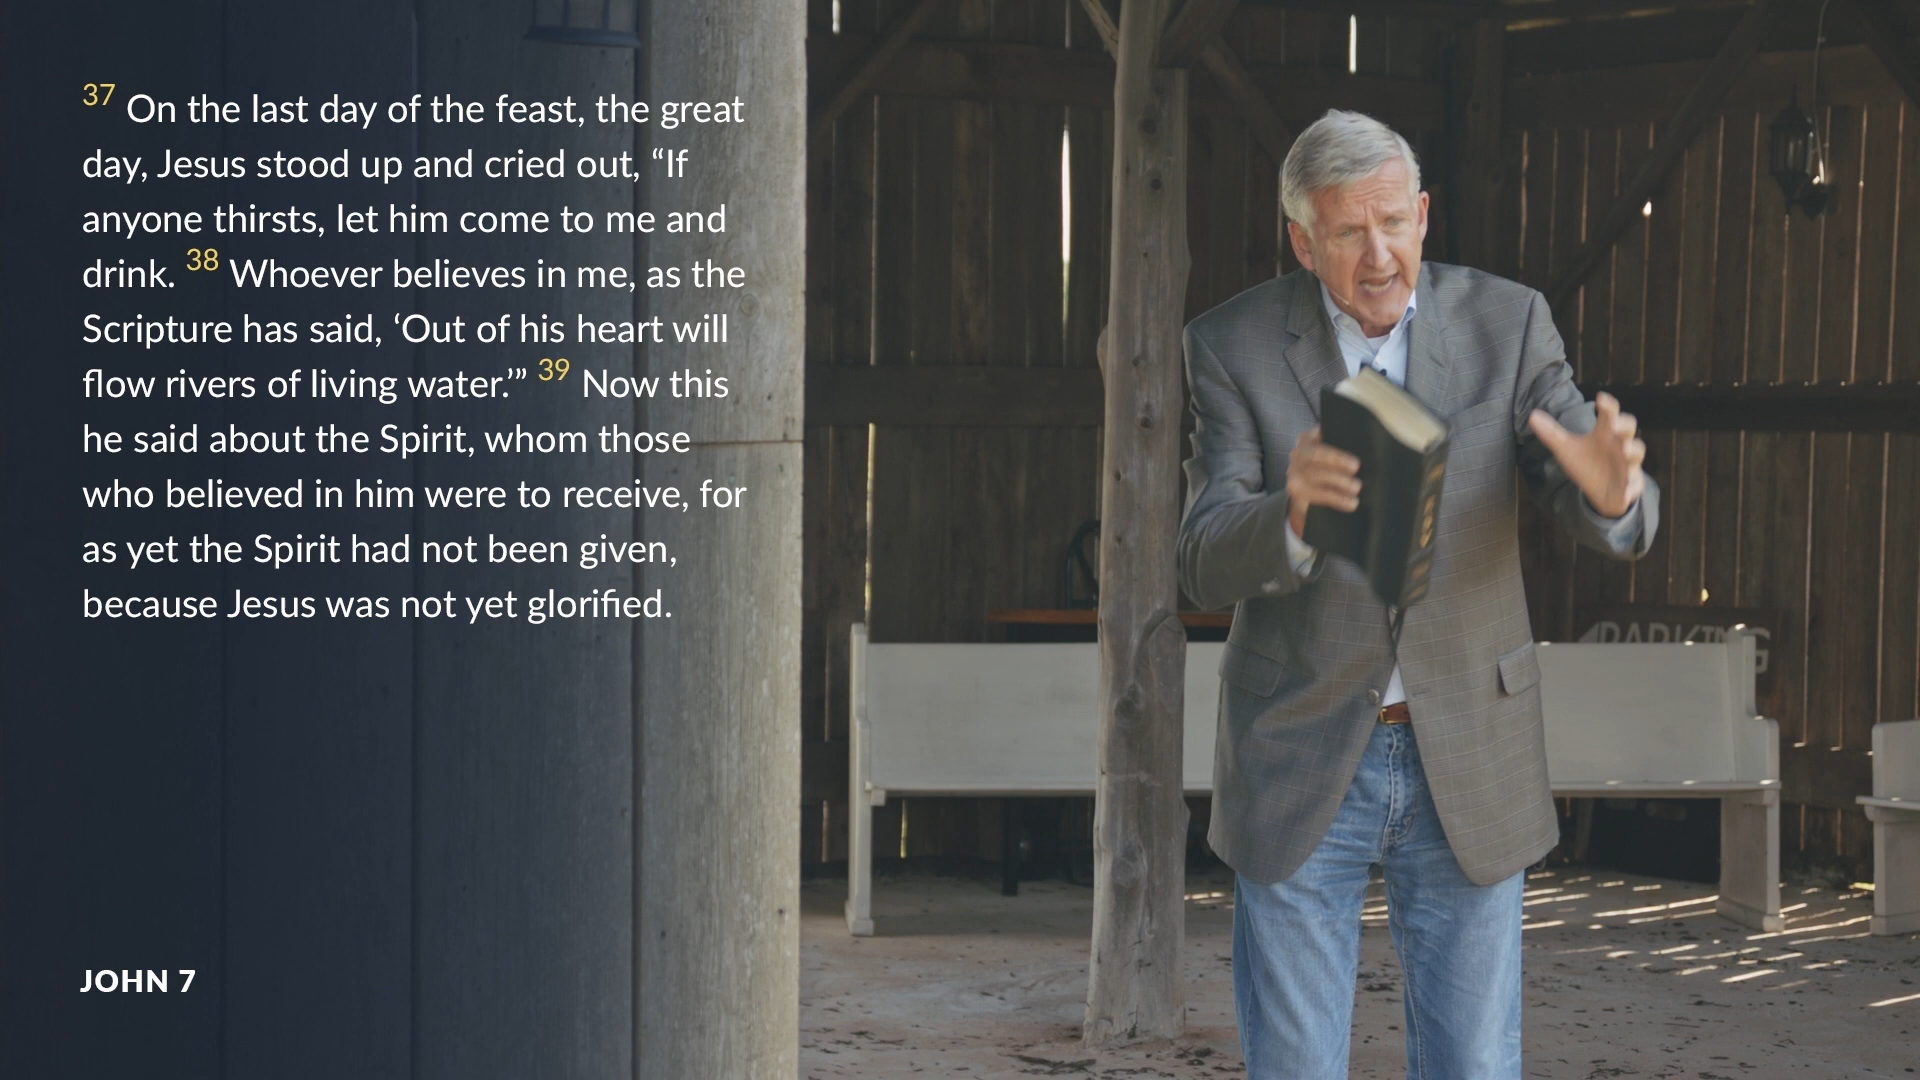 37 On the last day of the feast, the great
day, Jesus stood up and cried out, “If
anyone thirsts, let him come to me and
drink. 38 Whoever believes in me, as the
Scripture has said, ‘Out of his heart will
flow rivers of living water.’” 39 Now this
he said about the Spirit, whom those
who believed in him were to receive, for
as yet the Spirit had not been given,
because Jesus was not yet glorified.
PARKING
JOHN 7